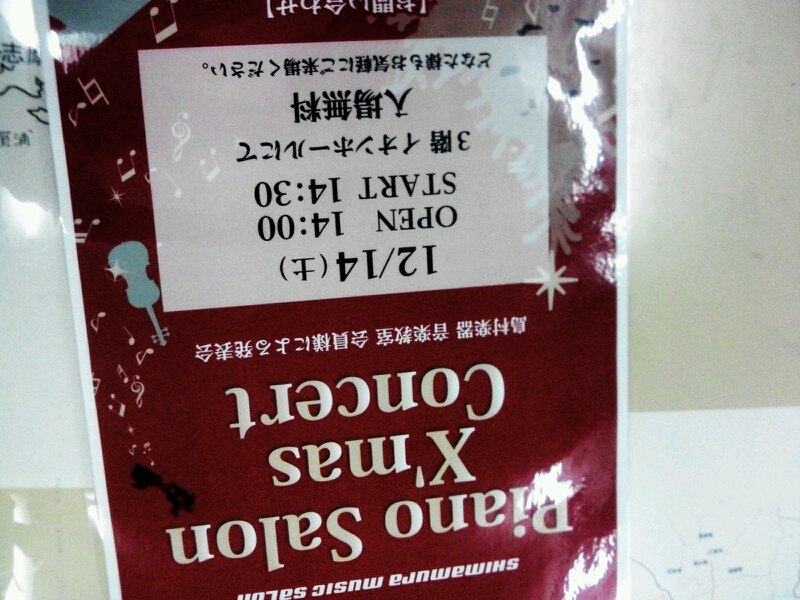 SHIMAMURA MUSIC SALON
Piano Salon
X'mas
Concert
島村楽器 音楽教室 会員様による発表会
12/14(土)
OPEN 14:00
START 14:30
3階 イオンホールにて
入場無料
どなた様もお気軽にご来場ください。
【お問い合わせ】